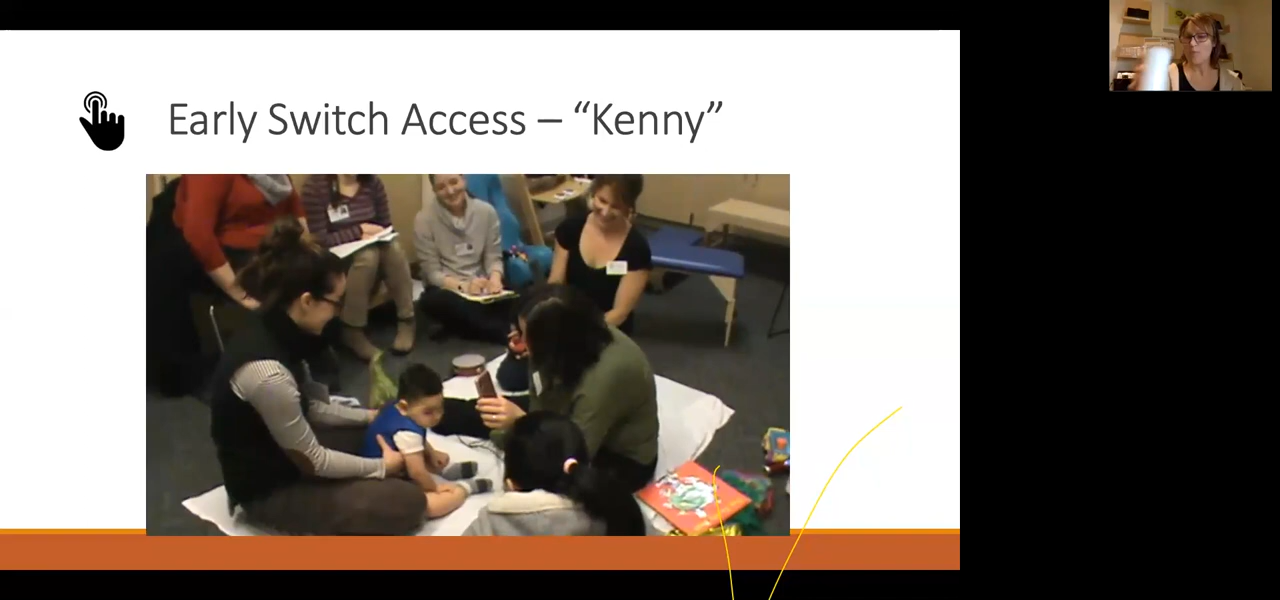 Early Switch Access – “Kenny”